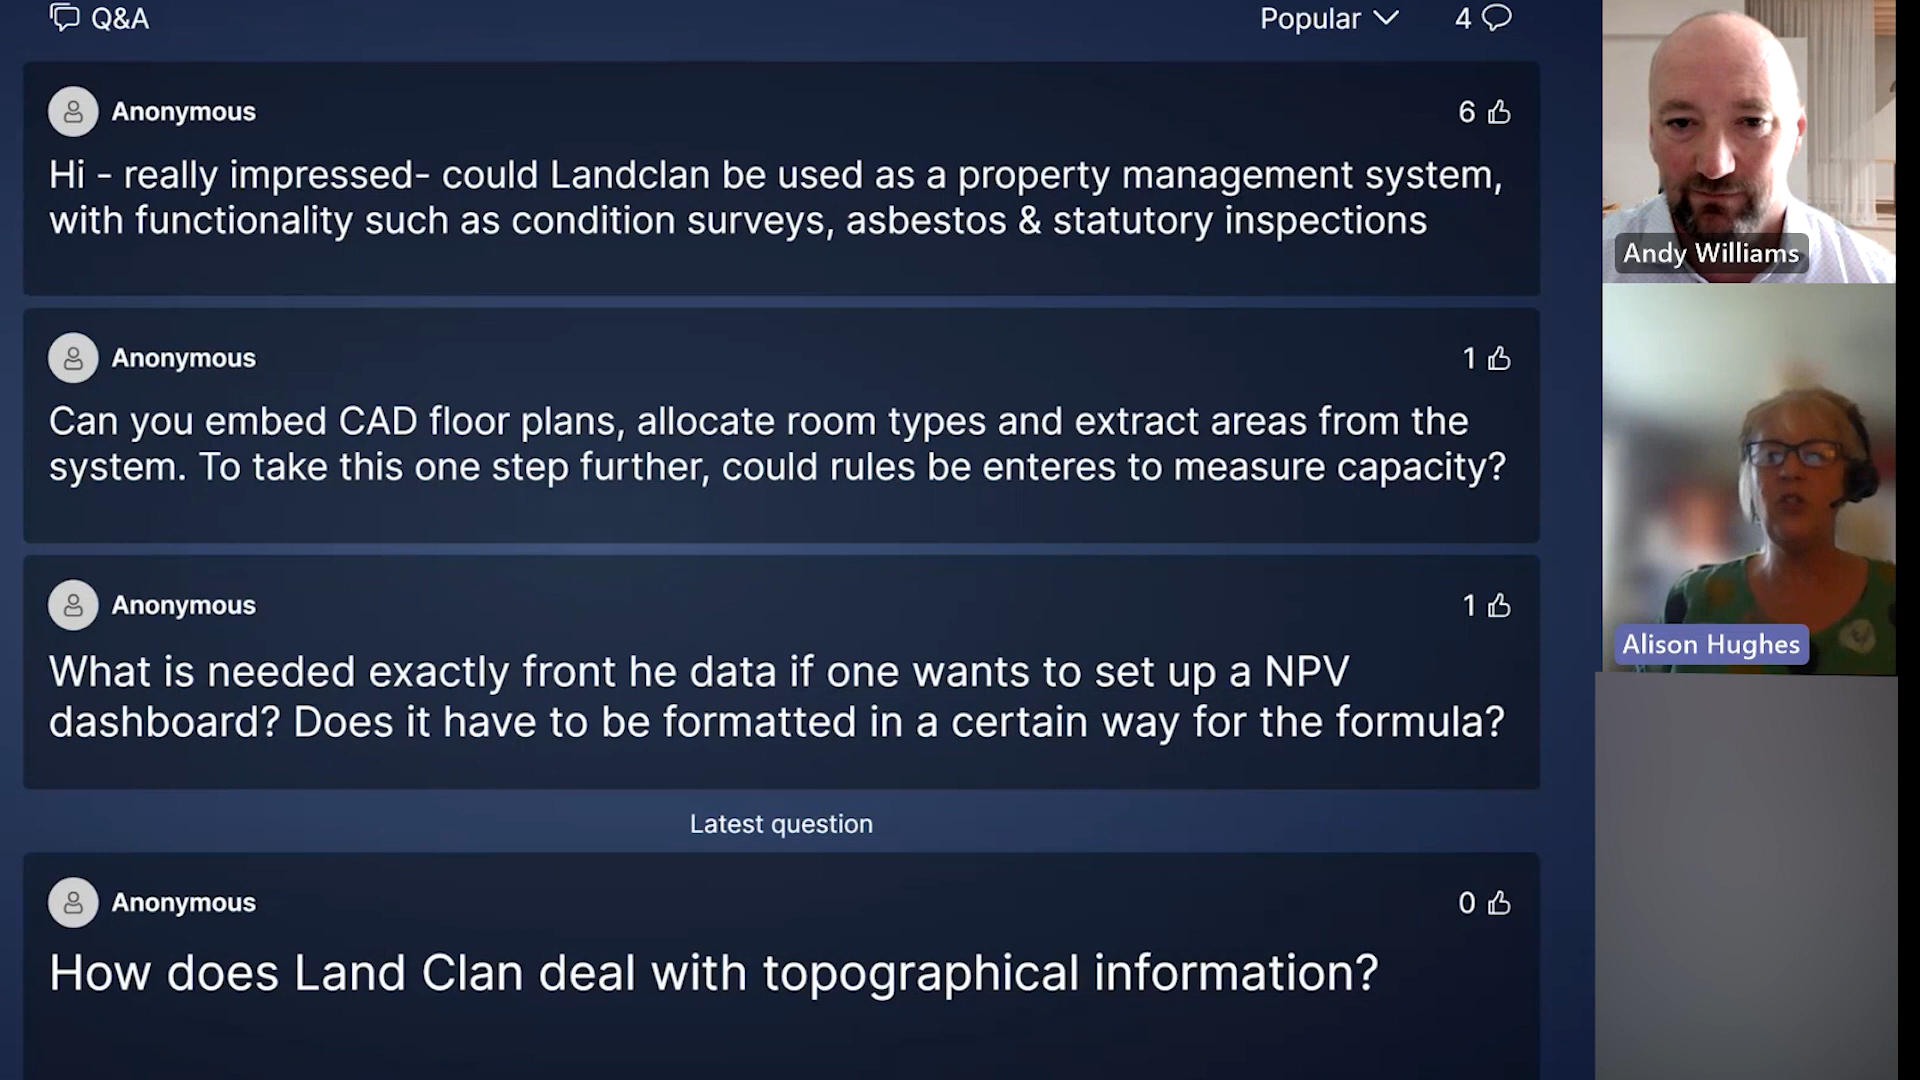 Q&A
Popular
4
Anonymous
6
Hi - really impressed- could Landclan be used as a property management system,
with functionality such as condition surveys, asbestos & statutory inspections
Anonymous
1
Can you embed CAD floor plans, allocate room types and extract areas from the
system. To take this one step further, could rules be enteres to measure capacity?
Anonymous
1
What is needed exactly front he data if one wants to set up a NPV
dashboard? Does it have to be formatted in a certain way for the formula?
Latest question
Anonymous
0
How does Land Clan deal with topographical information?
Andy Williams
Alison Hughes